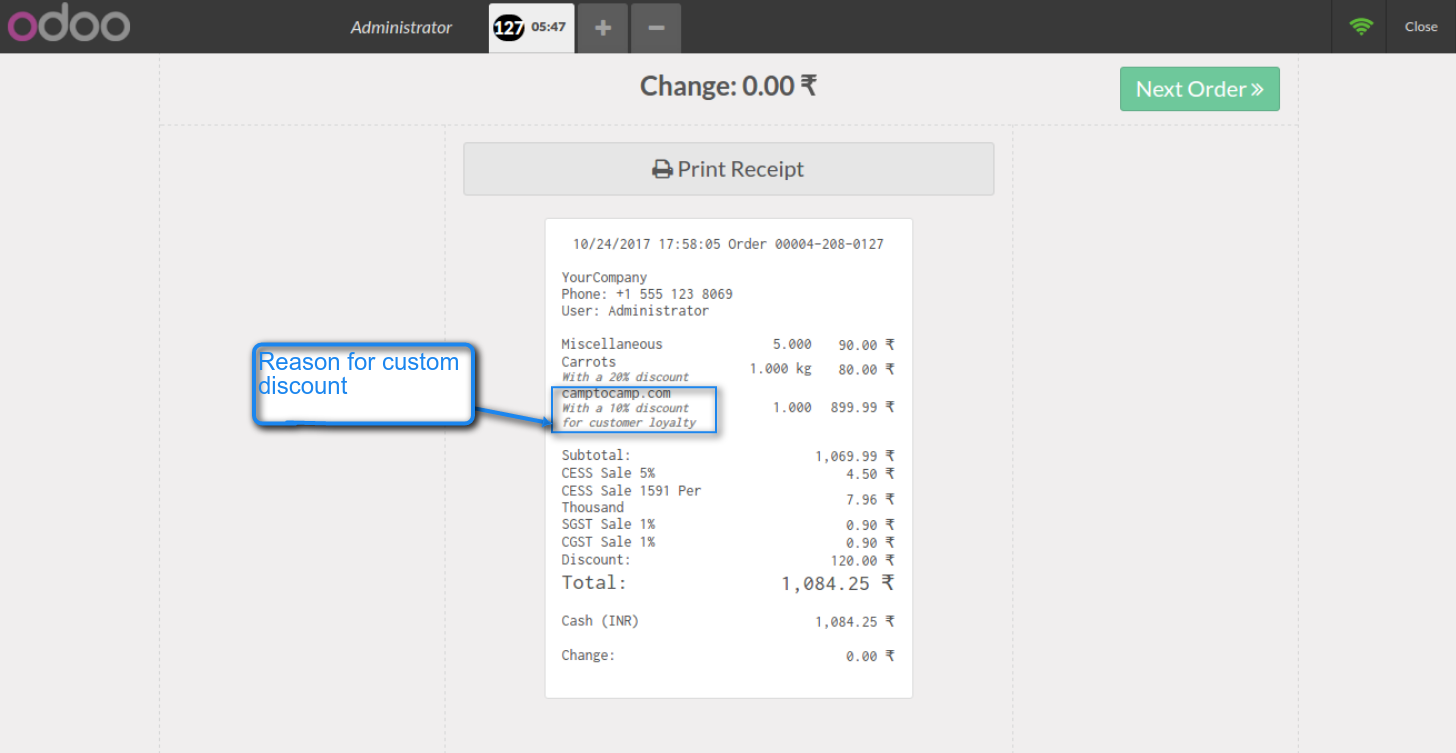 odoo
Administrator
127 05:47
+
−
Close
Change: 0.00 ₹
Next Order »
Print Receipt
10/24/2017 17:58:05 Order 00004-208-0127
YourCompany
Phone: +1 555 123 8069
User: Administrator
Miscellaneous 5.000 90.00 ₹
Carrots
With a 20% discount 1.000 kg 80.00 ₹
camptocamp.com
With a 10% discount 1.000 899.99 ₹
for customer loyalty
Reason for custom
discount
Subtotal: 1,069.99 ₹
CESS Sale 5% 4.50 ₹
CESS Sale 1591 Per
Thousand 7.96 ₹
SGST Sale 1% 0.90 ₹
CGST Sale 1% 0.90 ₹
Discount: 120.00 ₹
Total: 1,084.25 ₹
Cash (INR) 1,084.25 ₹
Change: 0.00 ₹